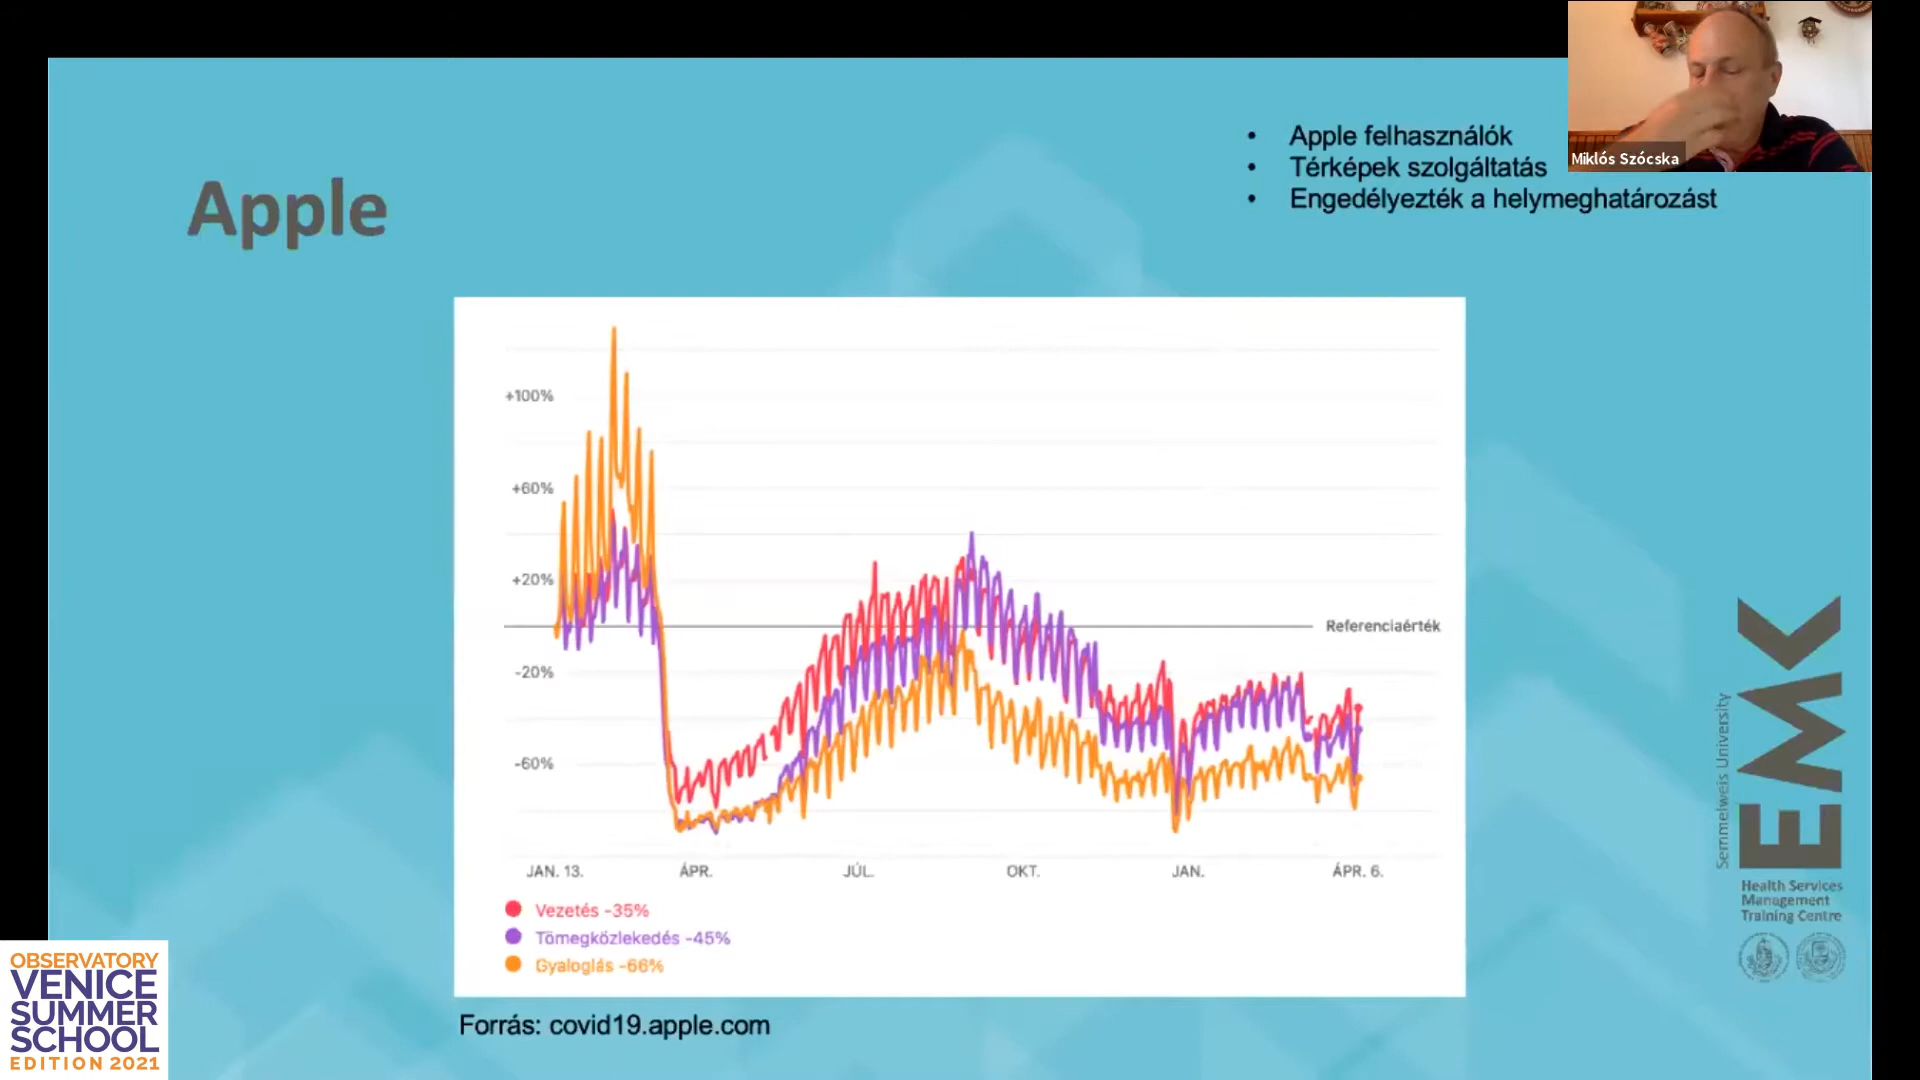 Apple
• Apple felhasználók
• Térképek szolgáltatás
• Engedélyezték a helymeghatározást
Miklós Szócska
+100%
+60%
+20%
-20%
-60%
Referenciaérték
JAN. 13.
ÁPR.
JÚL.
OKT.
JAN.
ÁPR. 6.
Vezetés -35%
Tömegközlekedés -45%
Gyaloglás -66%
Forrás: covid19.apple.com
Semmelweis University
EMK
Health Services
Management
Training Centre
OBSERVATORY
VENICE
SUMMER
SCHOOL
EDITION 2021